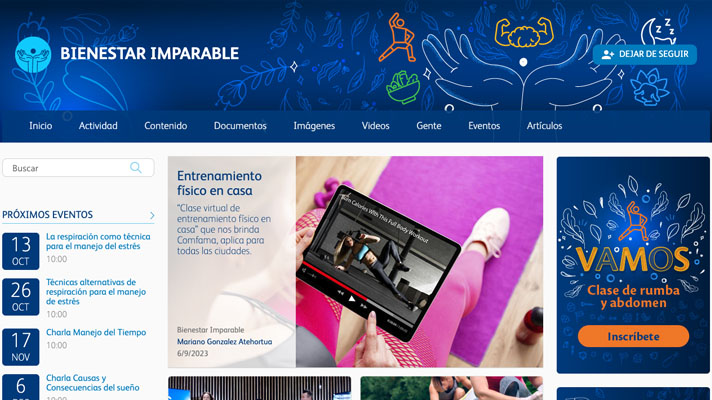 BIENESTAR IMPARABLE
Z Z Z
DEJAR DE SEGUIR
Inicio
Actividad
Contenido
Documentos
Imágenes
Videos
Gente
Eventos
Artículos
Buscar
PRÓXIMOS EVENTOS
13
OCT
La respiración como técnica
para el manejo del estrés
10:00
26
OCT
Técnicas alternativas de
respiración para el manejo
de estrés
10:00
17
NOV
Charla Manejo del Tiempo
10:00
6
Charla Causas y
Consecuencias del sueño
10:00
Entrenamiento
físico en casa
"Clase virtual de
entrenamiento físico en
casa" que nos brinda
Comfama, aplica para
todas las ciudades.
Bienestar Imparable
Mariano Gonzalez Atehortua
6/9/2023
Burn Calories With This Full Body Workout
VAMOS
Clase de rumba
y abdomen
Inscríbete